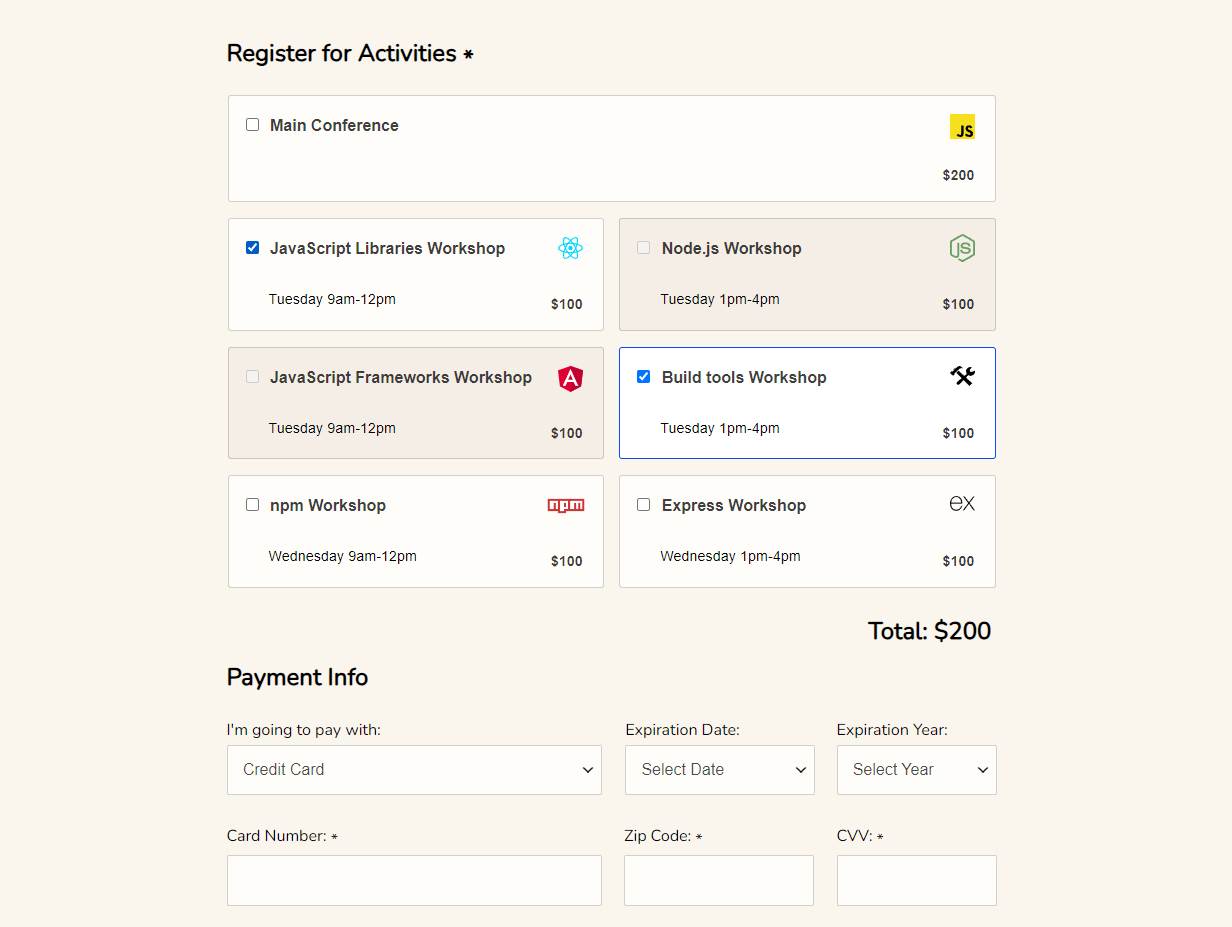 Register for Activities *
Main Conference
JS
$200
JavaScript Libraries Workshop
Tuesday 9am-12pm
$100
Node.js Workshop
JS
Tuesday 1pm-4pm
$100
JavaScript Frameworks Workshop
A
Tuesday 9am-12pm
$100
Build tools Workshop
Tuesday 1pm-4pm
$100
npm Workshop
npm
Wednesday 9am-12pm
$100
Express Workshop
ex
Wednesday 1pm-4pm
$100
Total: $200
Payment Info
I'm going to pay with:
Credit Card
Expiration Date:
Select Date
Expiration Year:
Select Year
Card Number: *
Zip Code: *
CVV: *